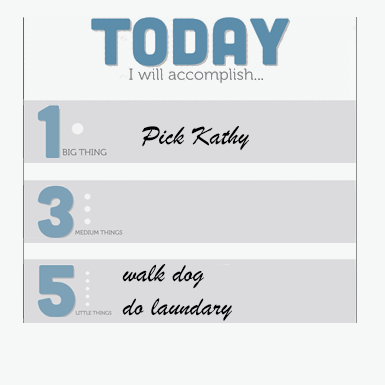 TODAY
I will accomplish...
1 BIG THING
Pick Kathy
3 MEDIUM THINGS
5 LITTLE THINGS
walk dog
do laundary